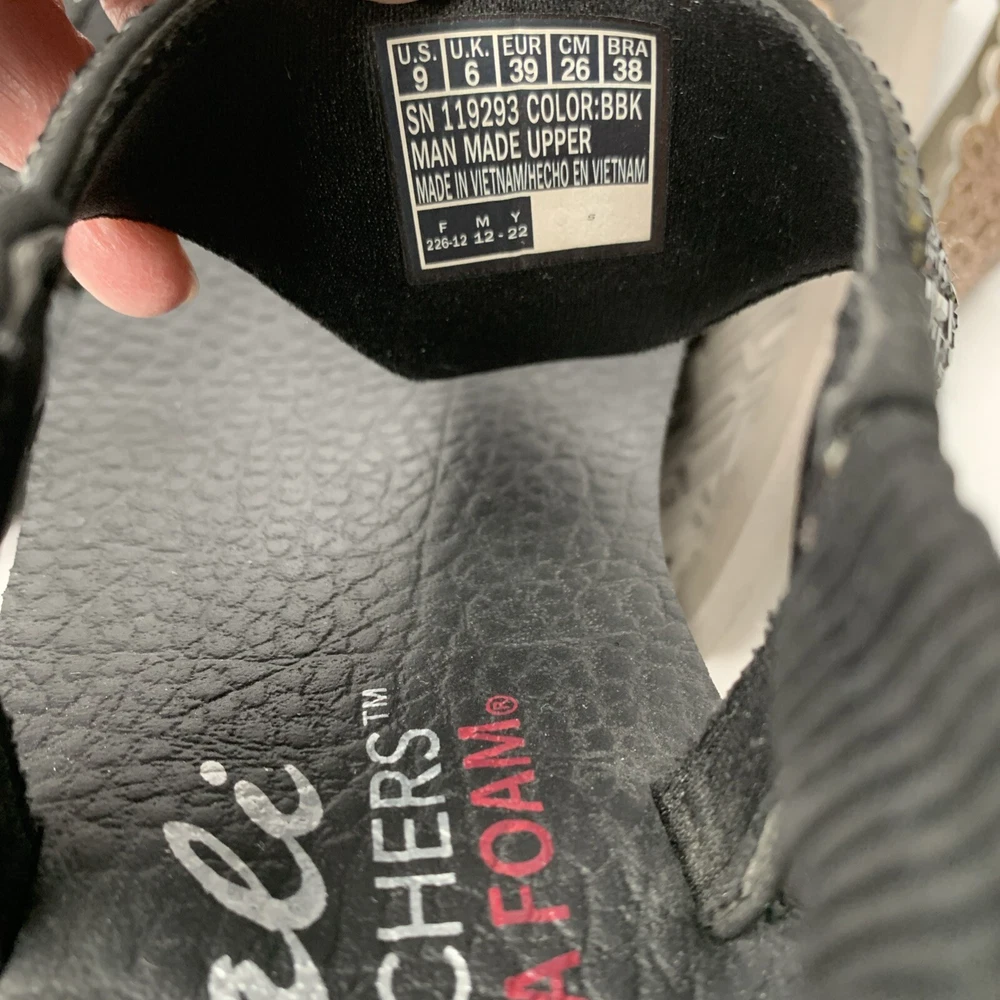 U.S. U.K. EUR CM BRA
9 6 39 26 38
SN 119293 COLOR:BBK
MAN MADE UPPER
MADE IN VIETNAM/HECHO EN VIETNAM
F M Y
226-12 12-22
CHERS™
A FOAM®